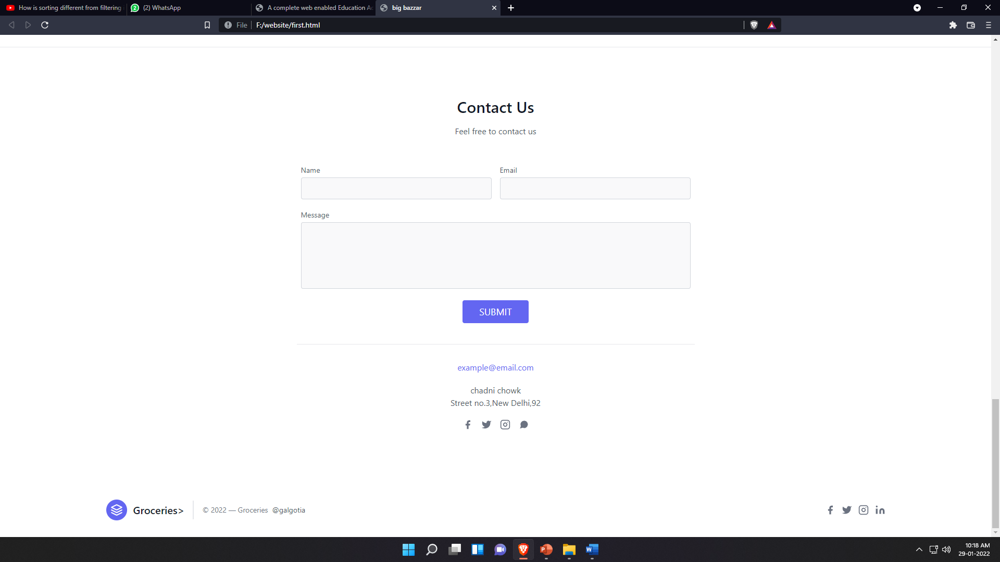 How is sorting different from filtering
2
(2) WhatsApp
A complete web enabled Education Ac
big bazzar
File
F:/website/first.html
Contact Us
Feel free to contact us
Name
Email
Message
SUBMIT
example@email.com
chadni chowk
Street no.3,New Delhi,92
Groceries>
© 2022 — Groceries @galgotia
10:18 AM
29-01-2022